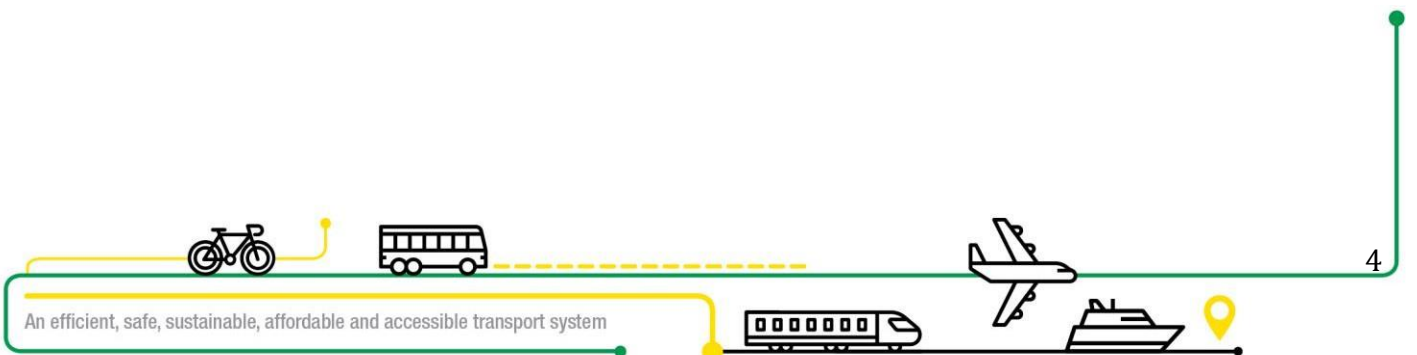 4
An efficient, safe, sustainable, affordable and accessible transport system